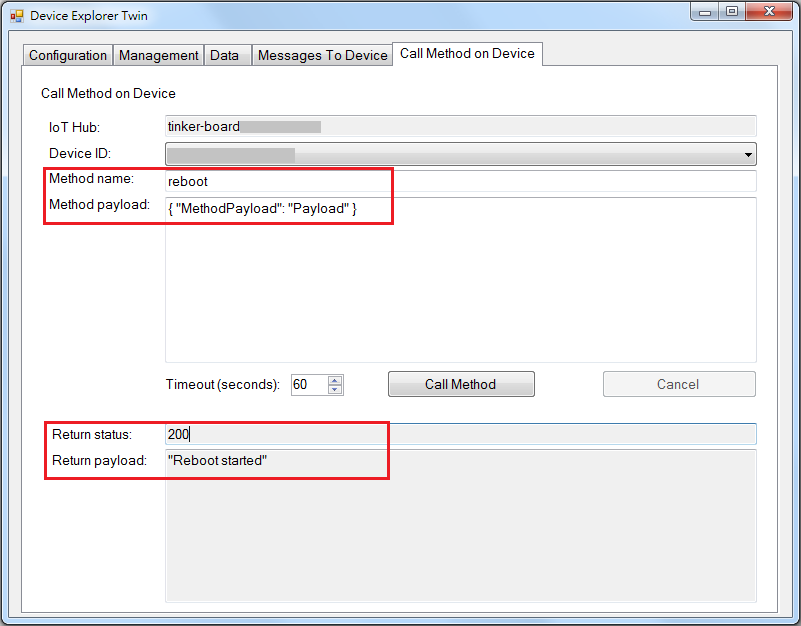 Device Explorer Twin
Configuration Management Data Messages To Device Call Method on Device
Call Method on Device
IoT Hub: tinker-board
Device ID:
Method name: reboot
Method payload: { "MethodPayload": "Payload" }
Timeout (seconds): 60 Call Method Cancel
Return status: 200
Return payload: "Reboot started"